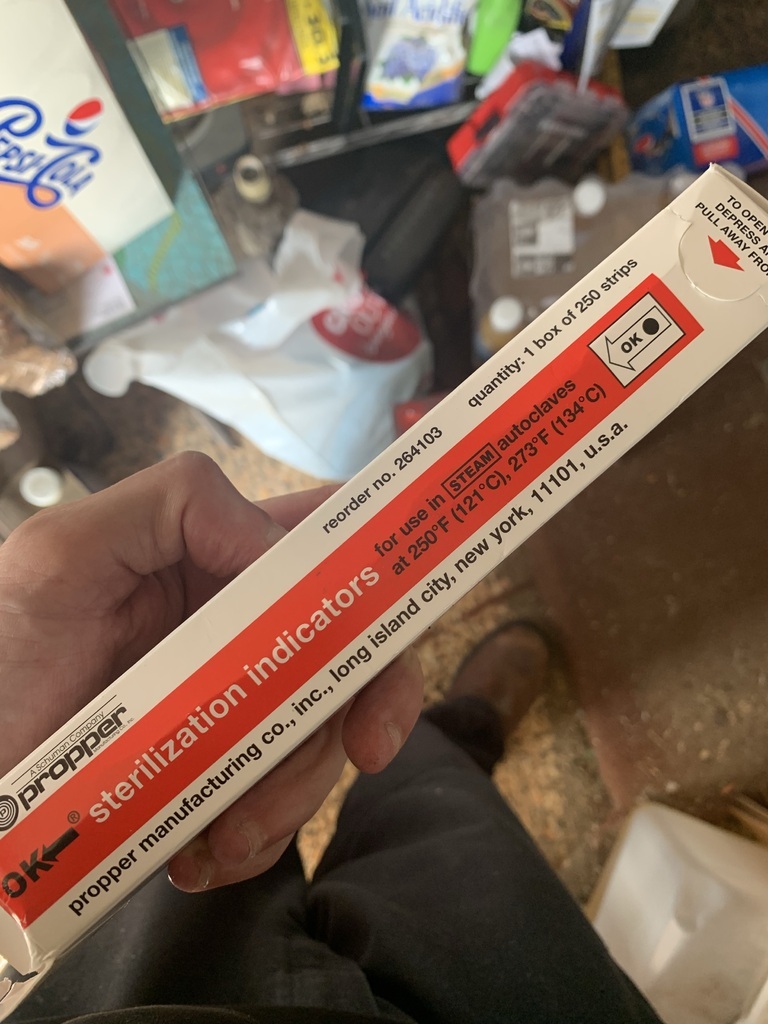 PEPSI-COLA
TO OPEN
DEPRESS
PULL AWAY FRO
reorder no. 264103
quantity: 1 box of 250 strips
A Schuman Company
propper
OK® sterilization indicators
for use in STEAM autoclaves
at 250°F (121°C), 273°F (134°C)
OK
propper manufacturing co., inc., long island city, new york, 11101, u.s.a.